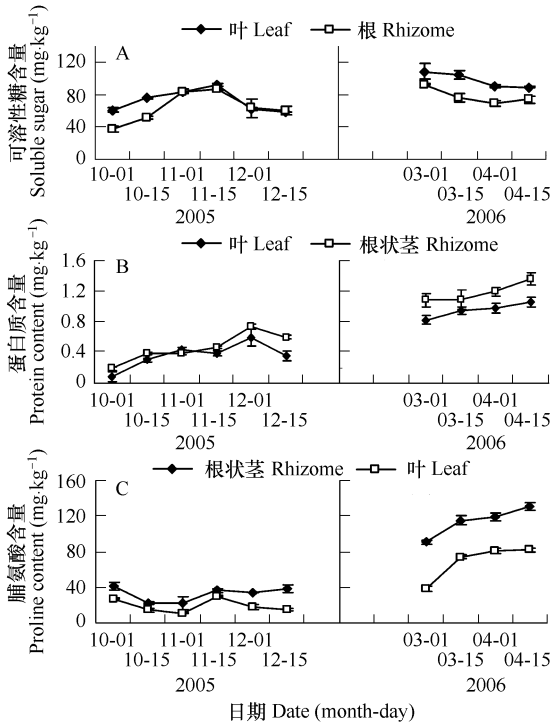 叶 Leaf 根 Rhizome
A
可溶性糖含量
Soluble sugar (mg·kg⁻¹)
120
80
40
0
10-01 11-01 12-01 03-01 04-01
10-15 11-15 12-15 03-15 04-15
2005 2006
叶 Leaf 根状茎 Rhizome
B
蛋白质含量
Protein content (mg·kg⁻¹)
1.6
1.2
0.8
0.4
0
10-01 11-01 12-01 03-01 04-01
10-15 11-15 12-15 03-15 04-15
2005 2006
根状茎 Rhizome 叶 Leaf
C
脯氨酸含量
Proline content (mg·kg⁻¹)
160
120
80
40
0
10-01 11-01 12-01 03-01 04-01
10-15 11-15 12-15 03-15 04-15
2005 2006
日期 Date (month-day)